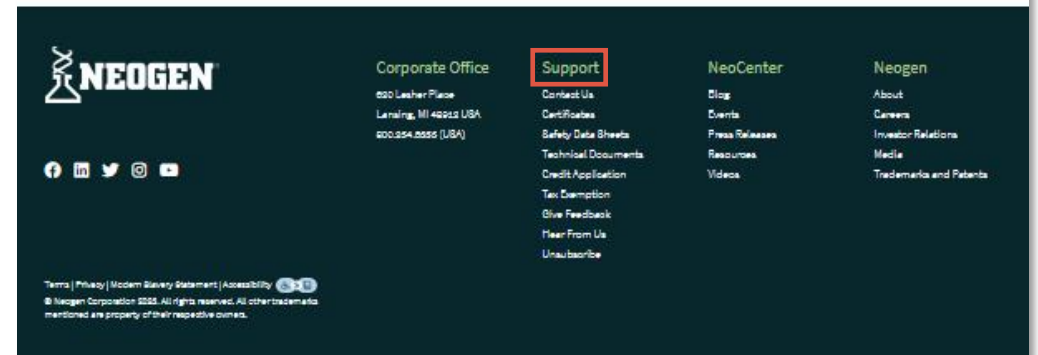 NEOGEN
Corporate Office
620 Lesher Place
Lansing, MI 48912 USA
800.234.5333 (USA)
Support
Contact Us
Certificates
Safety Data Sheets
Technical Documents
Credit Application
Tax Exemption
Give Feedback
Hear From Us
Unsubscribe
NeoCenter
Blog
Events
Press Releases
Resources
Videos
Neogen
About
Careers
Investor Relations
Media
Trademarks and Patents
Terms | Privacy | Modern Slavery Statement | Accessibility
© Neogen Corporation 2025. All rights reserved. All other trademarks
mentioned are property of their respective owners.